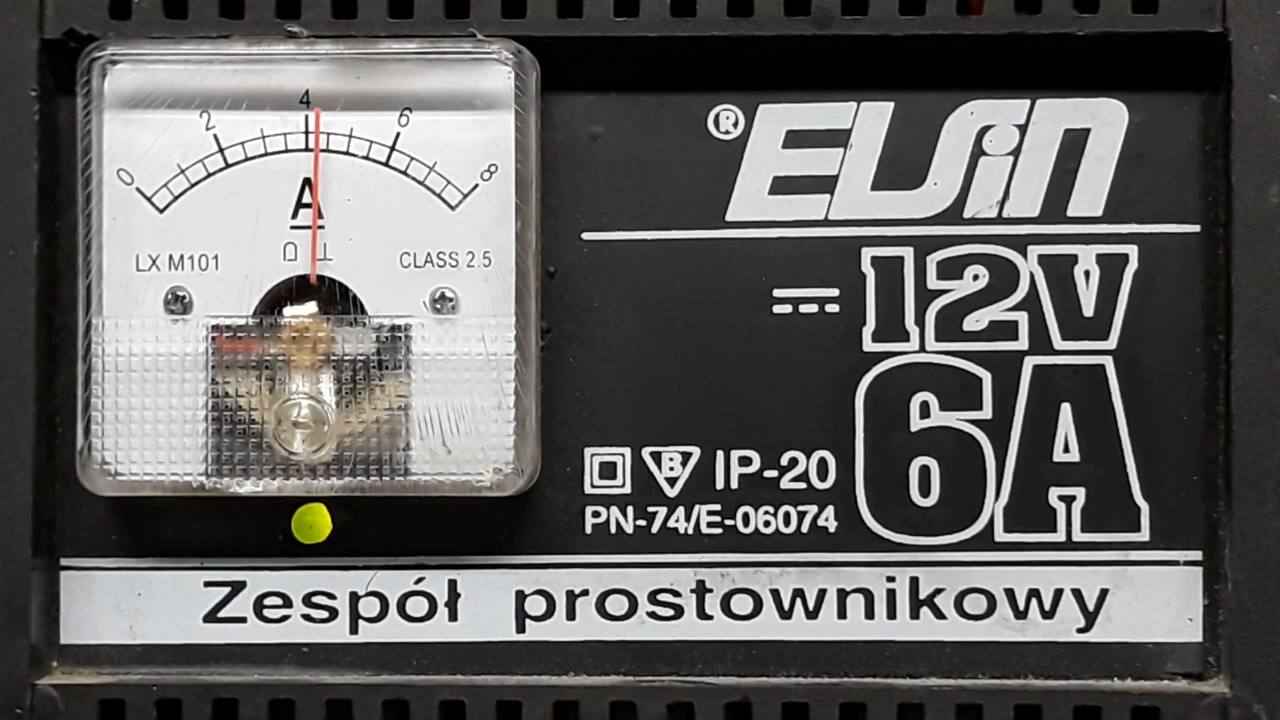 0 2 4 6 8
A
LX M101 CLASS 2.5
® ELSiN
12V
6A
B IP-20
PN-74/E-06074
Zespół prostownikowy